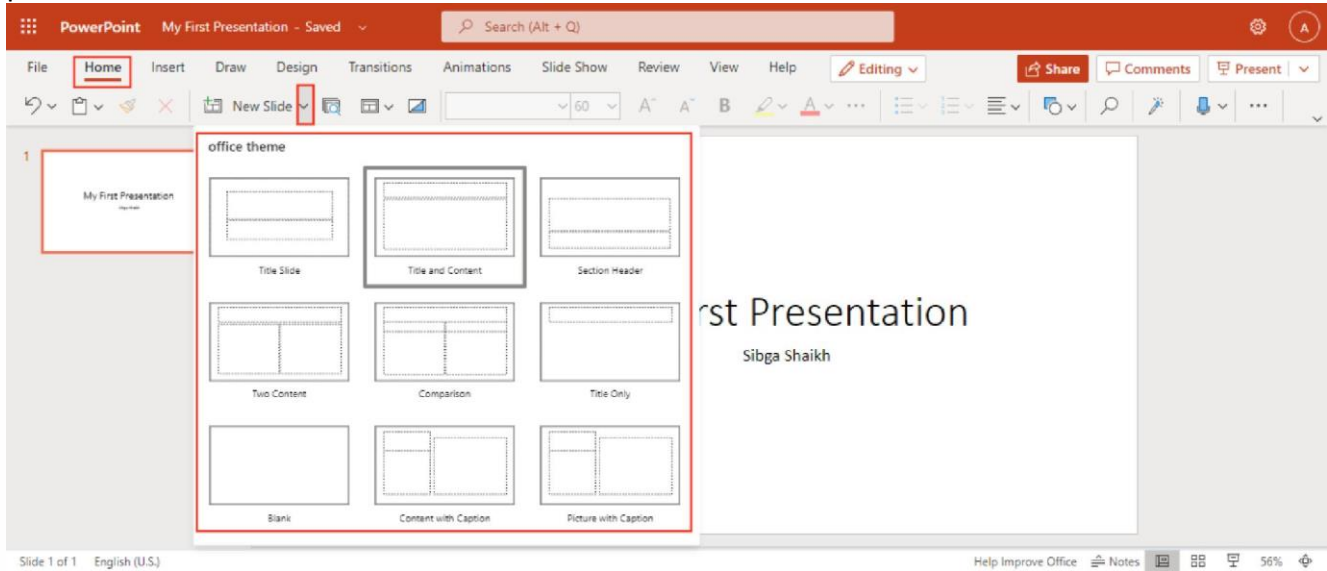 PowerPoint My First Presentation - Saved Search (Alt + Q) A
File Home Insert Draw Design Transitions Animations Slide Show Review View Help Editing Share Comments Present
New Slide 60 A^ A˅ B A ...
office theme
1
My First Presentation
Sibga Shaikh
Title Slide Title and Content Section Header
rst Presentation
Sibga Shaikh
Two Content Comparison Title Only
Blank Content with Caption Picture with Caption
Slide 1 of 1 English (U.S.) Help Improve Office Notes 56%